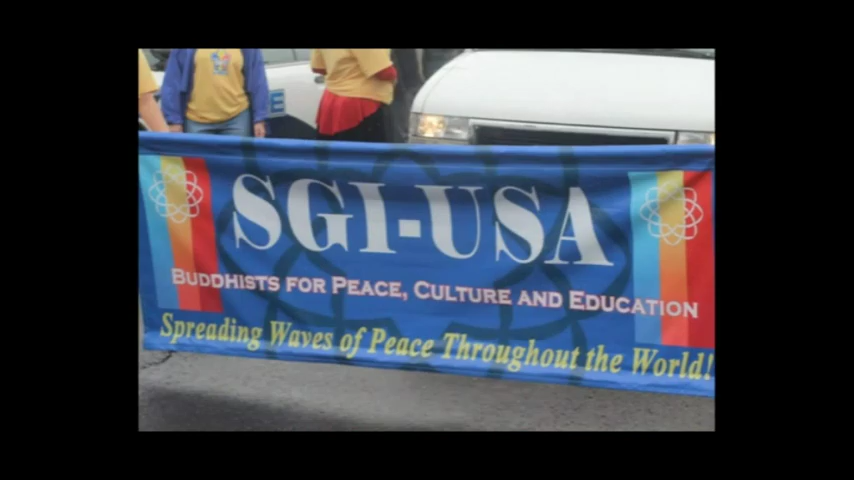 SGI-USA
BUDDHISTS FOR PEACE, CULTURE AND EDUCATION
Spreading Waves of Peace Throughout the World!